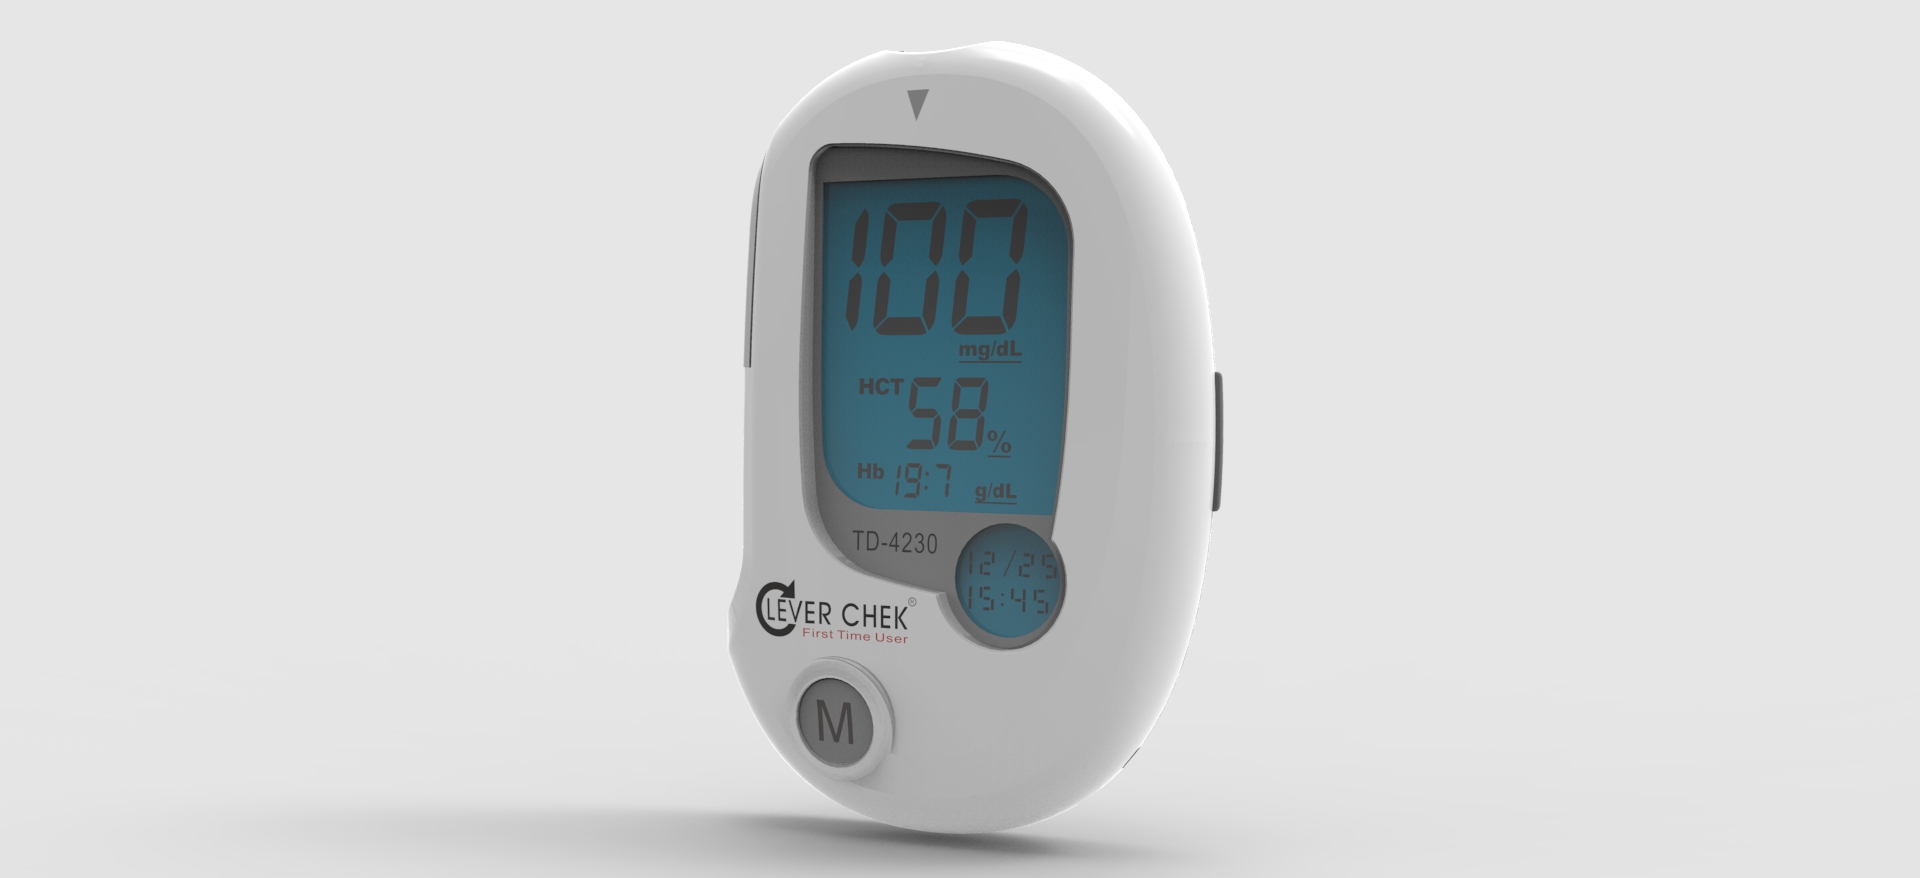 100
mg/dL
HCT 58 %
Hb 19:7 g/dL
TD-4230
12/25
15:45
CLEVER CHEK®
First Time User
M